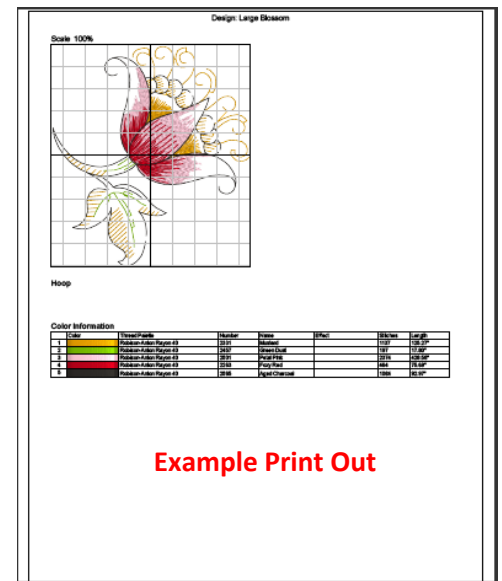 Design: Large Blossom
Scale 100%
Hoop
Color Information
Color Thread Palette Number Name Effect Stitches Length
1 Robison-Anton Rayon 40 Mustard
2 Robison-Anton Rayon 40 2457 Green Dust
3 Robison-Anton Rayon 40 Petal Pink
4 Robison-Anton Rayon 40 Foxy Red
5 Robison-Anton Rayon 40 Aged Charcoal
Example Print Out